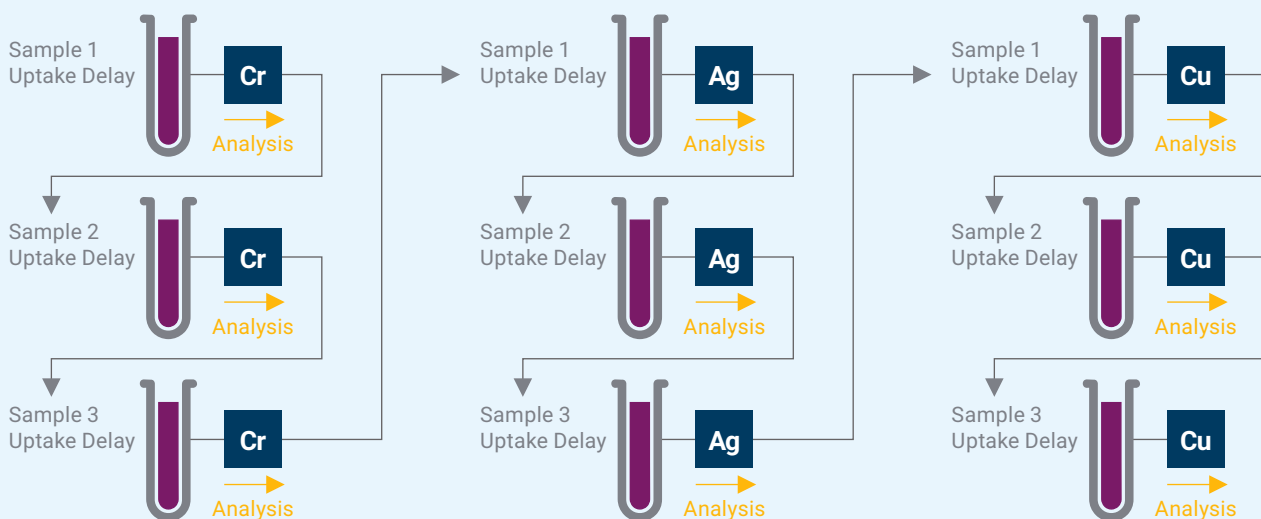 Sample 1
Uptake Delay
Cr
Analysis
Sample 2
Uptake Delay
Cr
Analysis
Sample 3
Uptake Delay
Cr
Analysis
Sample 1
Uptake Delay
Ag
Analysis
Sample 2
Uptake Delay
Ag
Analysis
Sample 3
Uptake Delay
Ag
Analysis
Sample 1
Uptake Delay
Cu
Analysis
Sample 2
Uptake Delay
Cu
Analysis
Sample 3
Uptake Delay
Cu
Analysis